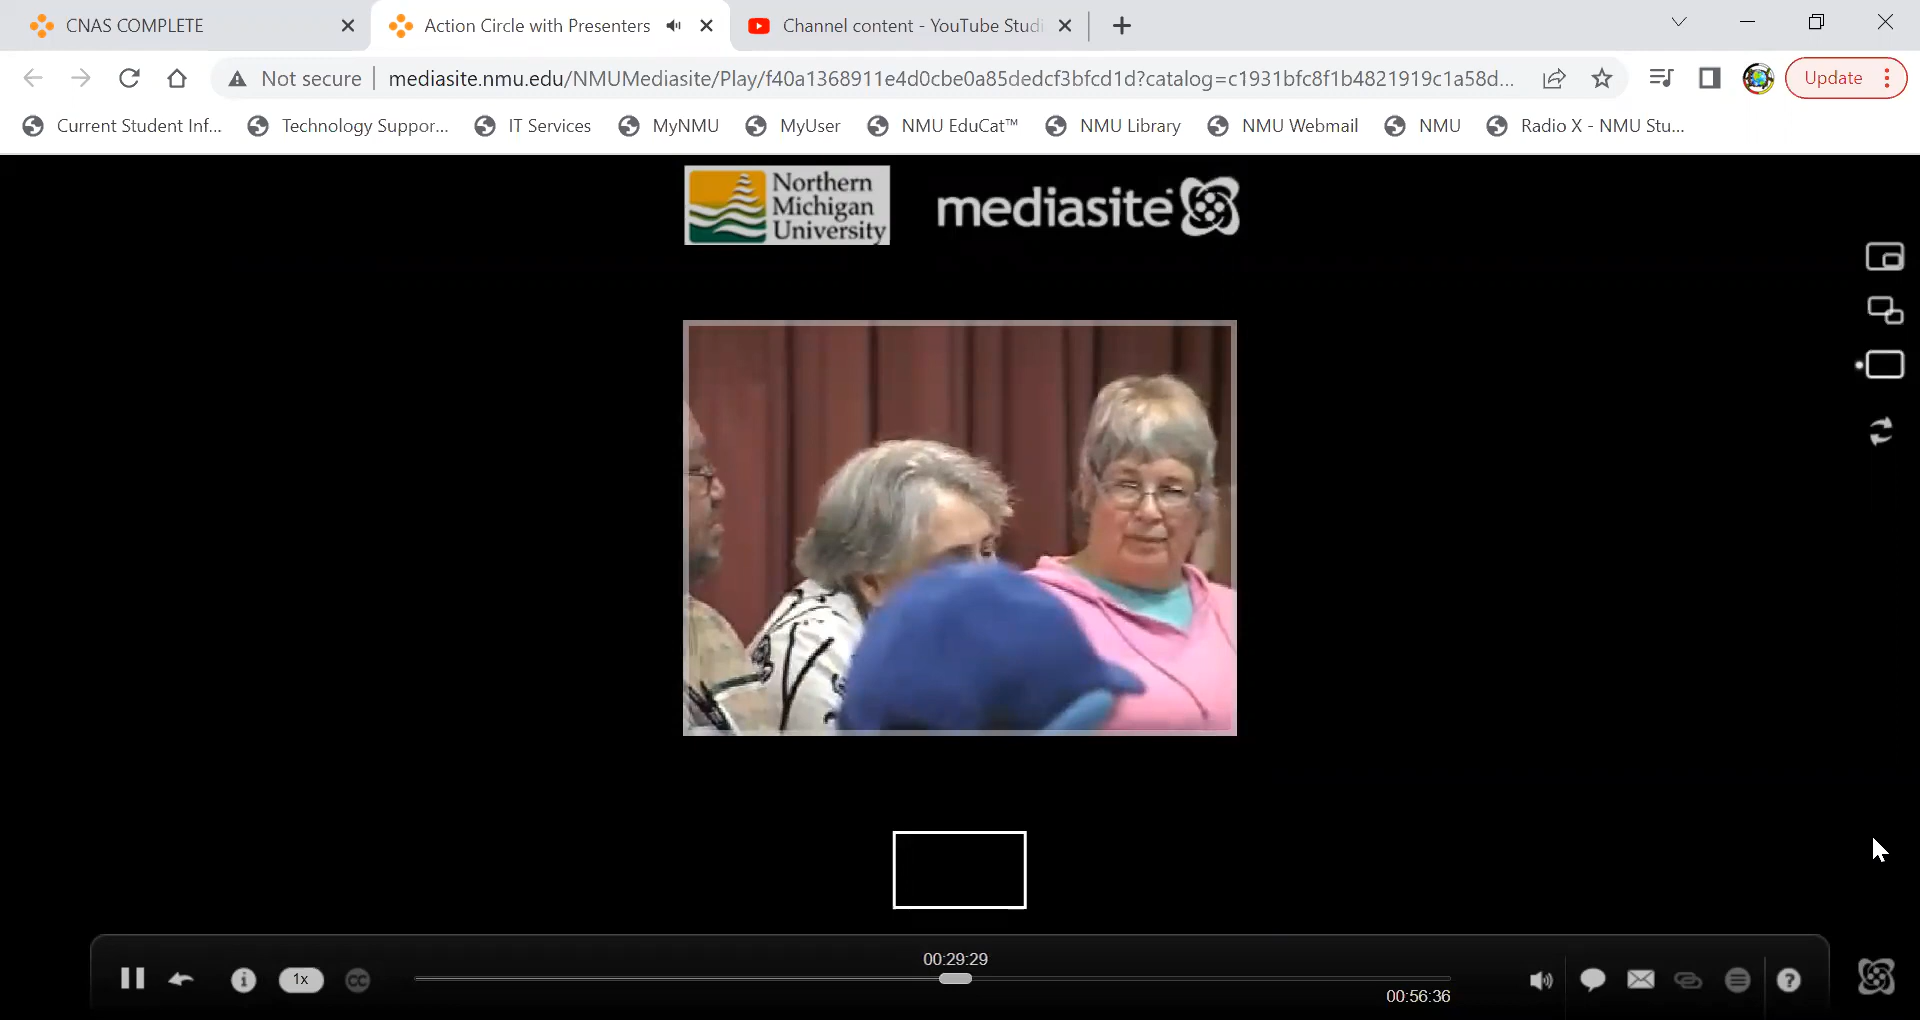 CNAS COMPLETE
Action Circle with Presenters
Channel content - YouTube Studi
Not secure
mediasite.nmu.edu/NMUMediasite/Play/f40a1368911e4d0cbe0a85dedcf3bfcd1d?catalog=c1931bfc8f1b4821919c1a58d...
Update
Current Student Inf...
Technology Suppor...
IT Services
MyNMU
MyUser
NMU EduCat™
NMU Library
NMU Webmail
NMU
Radio X - NMU Stu...
Northern
Michigan
University
mediasite
00:29:29
1x
CC
00:56:36